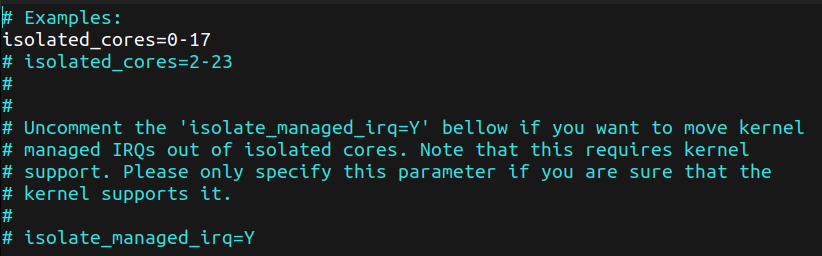 # Examples:
isolated_cores=0-17
# isolated_cores=2-23
#
#
# Uncomment the 'isolate_managed_irq=Y' bellow if you want to move kernel
# managed IRQs out of isolated cores. Note that this requires kernel
# support. Please only specify this parameter if you are sure that the
# kernel supports it.
#
# isolate_managed_irq=Y